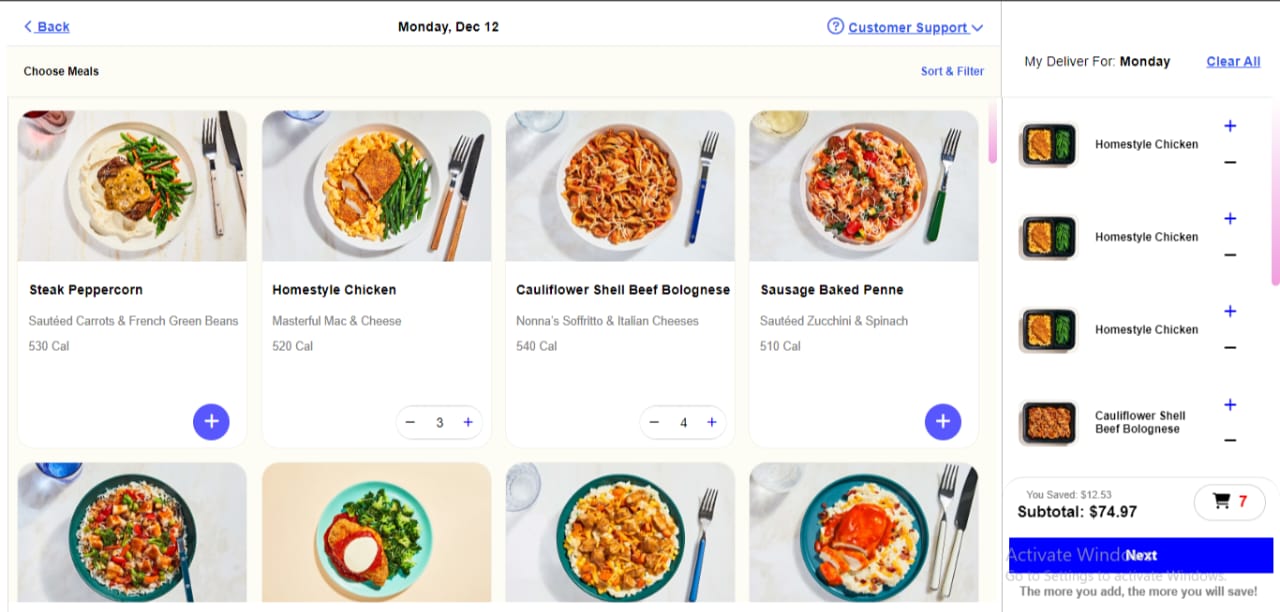 Back
Monday, Dec 12
Customer Support
Choose Meals
Sort & Filter
My Deliver For: Monday
Clear All
Steak Peppercorn
Sautéed Carrots & French Green Beans
530 Cal
+
Homestyle Chicken
Masterful Mac & Cheese
520 Cal
− 3 +
Cauliflower Shell Beef Bolognese
Nonna's Soffritto & Italian Cheeses
540 Cal
− 4 +
Sausage Baked Penne
Sautéed Zucchini & Spinach
510 Cal
+
Homestyle Chicken
+
−
Homestyle Chicken
+
−
Homestyle Chicken
+
−
Cauliflower Shell
Beef Bolognese
+
−
You Saved: $12.53
Subtotal: $74.97
7
Next
Activate Windo
Go to Settings to activate Windows.
The more you add, the more you will save!